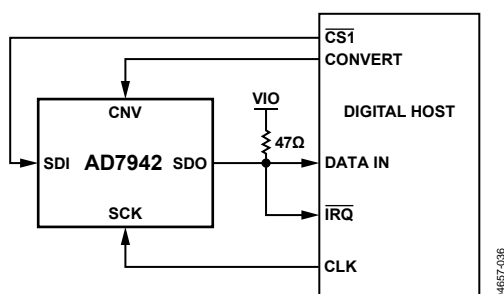 CS1
CONVERT
VIO
CNV
DIGITAL HOST
47Ω
SDI AD7942 SDO
DATA IN
SCK
IRQ
CLK
04657-036